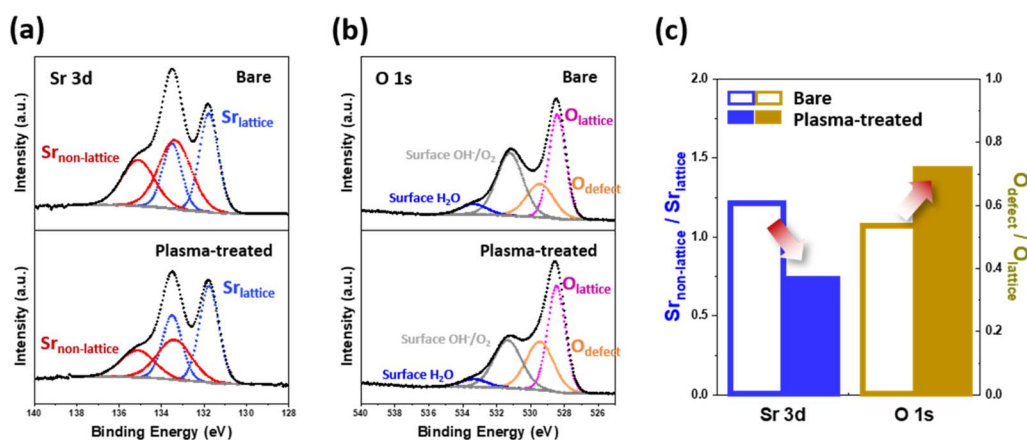 (a)
Sr 3d
Bare
Sr_lattice
Sr_non-lattice
Plasma-treated
Sr_lattice
Sr_non-lattice
Intensity (a.u.)
Intensity (a.u.)
140 138 136 134 132 130 128
Binding Energy (eV)
(b)
O 1s
Bare
O_lattice
Surface OH⁻/O₂
O_defect
Surface H₂O
Plasma-treated
O_lattice
Surface OH⁻/O₂
O_defect
Surface H₂O
Intensity (a.u.)
Intensity (a.u.)
540 538 536 534 532 530 528 526
Binding Energy (eV)
(c)
Bare
Plasma-treated
2.0
1.5
1.0
0.5
0.0
Sr_non-lattice / Sr_lattice
1.0
0.8
0.6
0.4
0.2
0.0
O_defect / O_lattice
Sr 3d O 1s